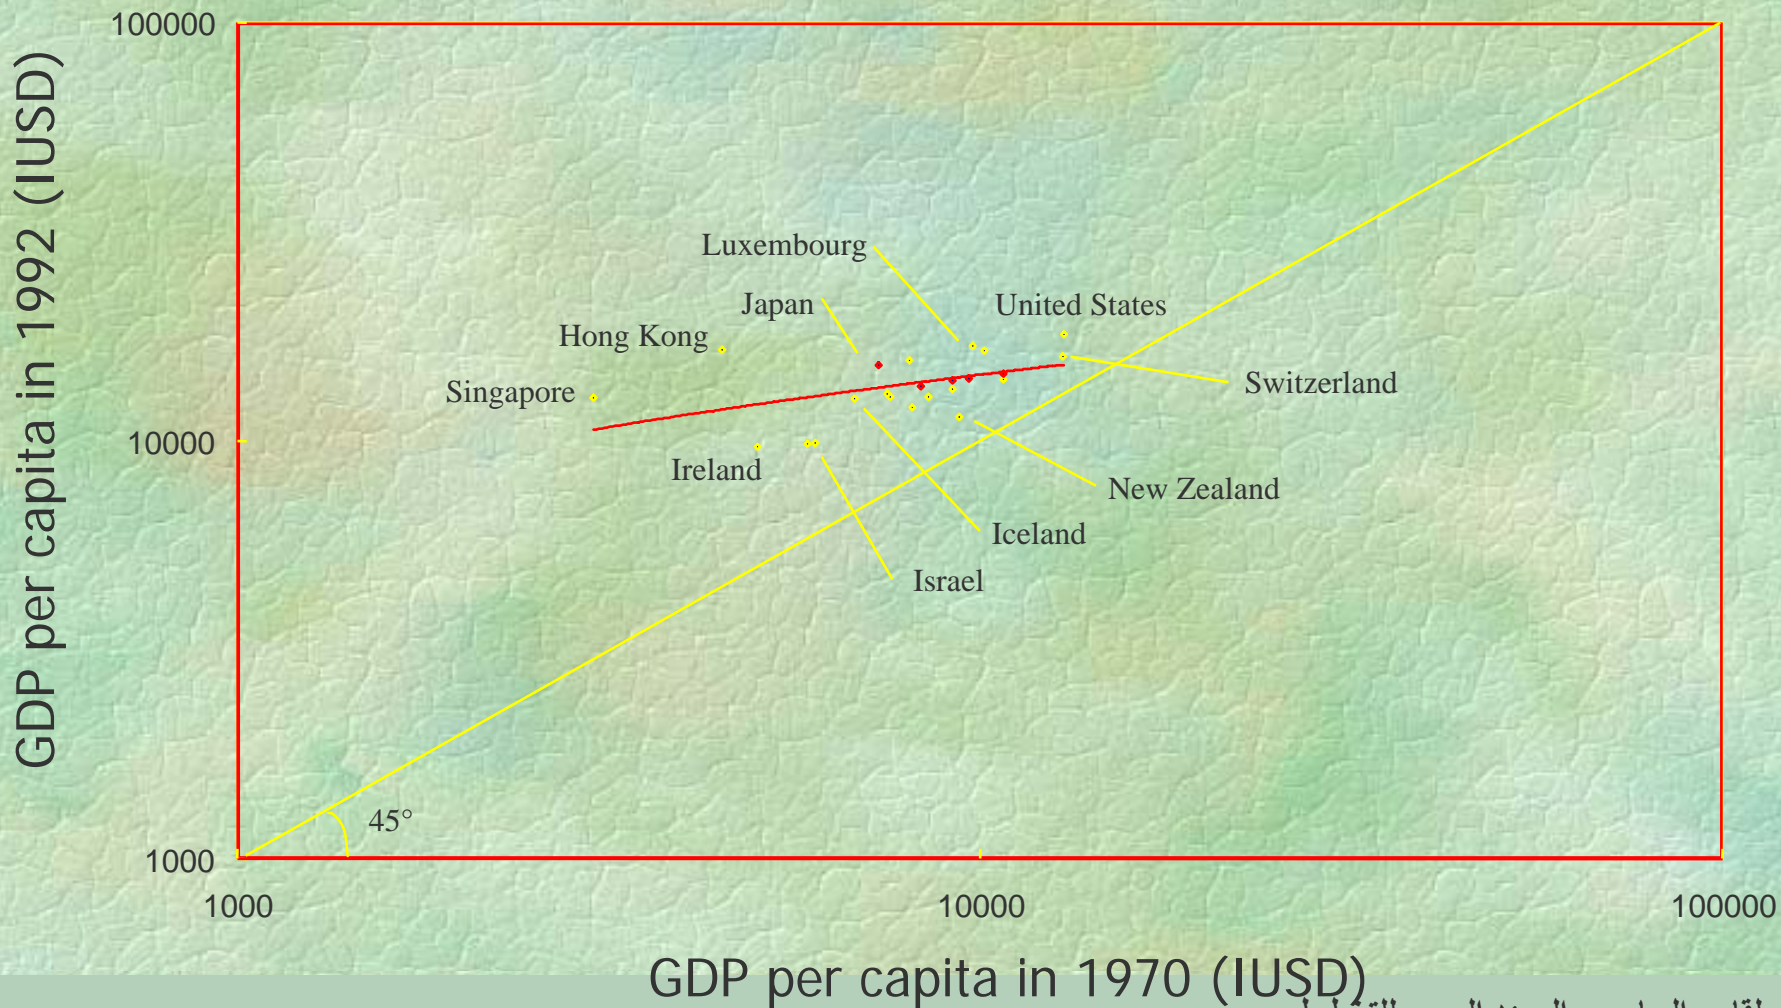 100000
GDP per capita in 1992 (IUSD)
Luxembourg
Japan
United States
Hong Kong
Singapore
Switzerland
10000
Ireland
New Zealand
Iceland
Israel
45°
1000
1000
10000
100000
GDP per capita in 1970 (IUSD)